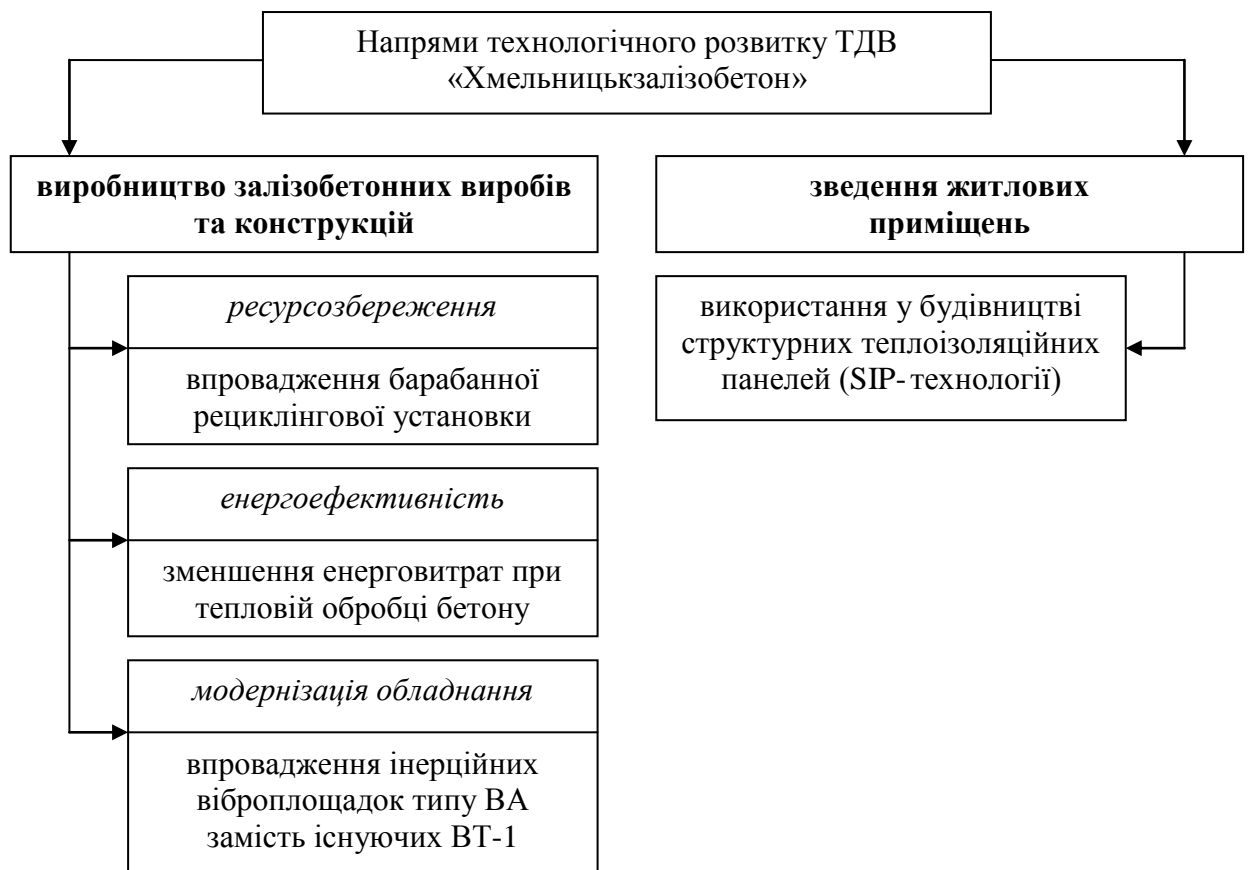 Напрями технологічного розвитку ТДВ
«Хмельницькзалізобетон»
виробництво залізобетонних виробів
та конструкцій
ресурсозбереження
впровадження барабанної
рециклінгової установки
енергоефективність
зменшення енерговитрат при
тепловій обробці бетону
модернізація обладнання
впровадження інерційних
віброплощадок типу ВА
замість існуючих ВТ-1
зведення житлових
приміщень
використання у будівництві
структурних теплоізоляційних
панелей (SIP-технології)